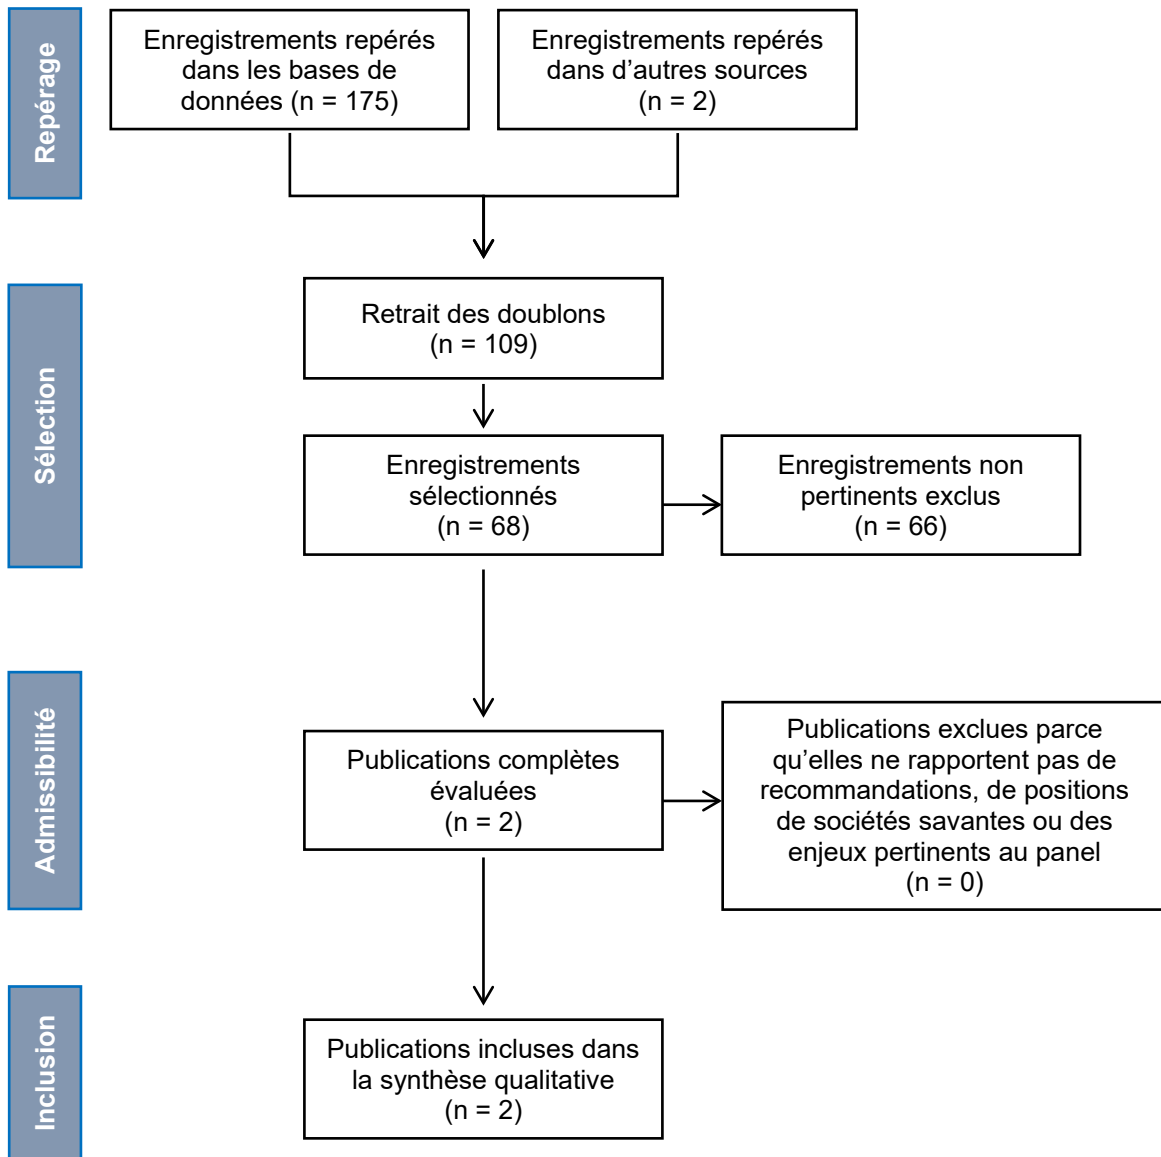 Repérage
Enregistrements repérés
dans les bases de
données (n = 175)
Enregistrements repérés
dans d’autres sources
(n = 2)
Sélection
Retrait des doublons
(n = 109)
Enregistrements
sélectionnés
(n = 68)
Enregistrements non
pertinents exclus
(n = 66)
Admissibilité
Publications complètes
évaluées
(n = 2)
Publications exclues parce
qu’elles ne rapportent pas de
recommandations, de positions
de sociétés savantes ou des
enjeux pertinents au panel
(n = 0)
Inclusion
Publications incluses dans
la synthèse qualitative
(n = 2)